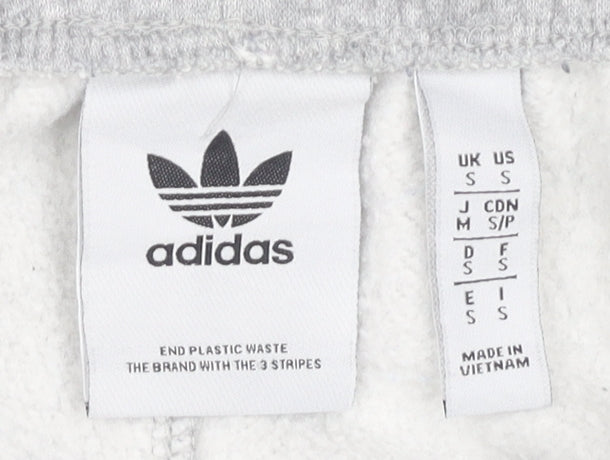 adidas
END PLASTIC WASTE
THE BRAND WITH THE 3 STRIPES
UK US
S S
J CDN
M S/P
D F
S S
E I
S S
MADE IN
VIETNAM